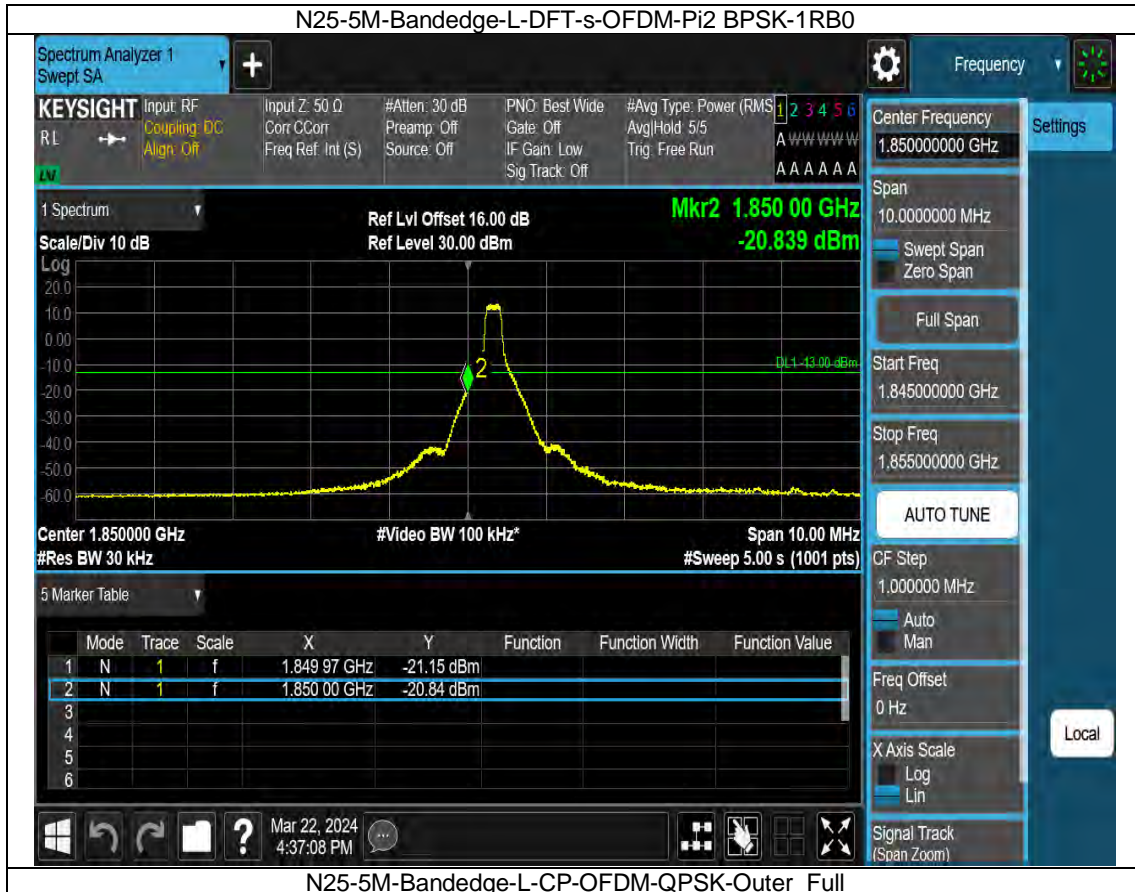 N25-5M-Bandedge-L-DFT-s-OFDM-Pi2 BPSK-1RB0
Spectrum Analyzer 1
Swept SA
+
Frequency
KEYSIGHT
RL
Input: RF
Coupling: DC
Align: Off
Input Z: 50 Ω
Corr CCorr
Freq Ref: Int (S)
#Atten: 30 dB
Preamp: Off
Source: Off
PNO: Best Wide
Gate: Off
IF Gain: Low
Sig Track: Off
#Avg Type: Power (RMS
Avg|Hold: 5/5
Trig: Free Run
1 2 3 4 5 6
A W W W W W
A A A A A A
1 Spectrum
Scale/Div 10 dB
Ref Lvl Offset 16.00 dB
Ref Level 30.00 dBm
Mkr2 1.850 00 GHz
-20.839 dBm
Log
20.0
10.0
0.00
-10.0
-20.0
-30.0
-40.0
-50.0
-60.0
2
DL1 -13.00 dBm
Center 1.850000 GHz
#Res BW 30 kHz
#Video BW 100 kHz*
Span 10.00 MHz
#Sweep 5.00 s (1001 pts)
5 Marker Table
Mode Trace Scale X Y Function Function Width Function Value
1 N 1 f 1.849 97 GHz -21.15 dBm
2 N 1 f 1.850 00 GHz -20.84 dBm
3
4
5
6
Mar 22, 2024
4:37:08 PM
Center Frequency
1.850000000 GHz
Settings
Span
10.0000000 MHz
Swept Span
Zero Span
Full Span
Start Freq
1.845000000 GHz
Stop Freq
1.855000000 GHz
AUTO TUNE
CF Step
1.000000 MHz
Auto
Man
Freq Offset
0 Hz
Local
X Axis Scale
Log
Lin
Signal Track
(Span Zoom)
N25-5M-Bandedge-L-CP-OFDM-QPSK-Outer_Full